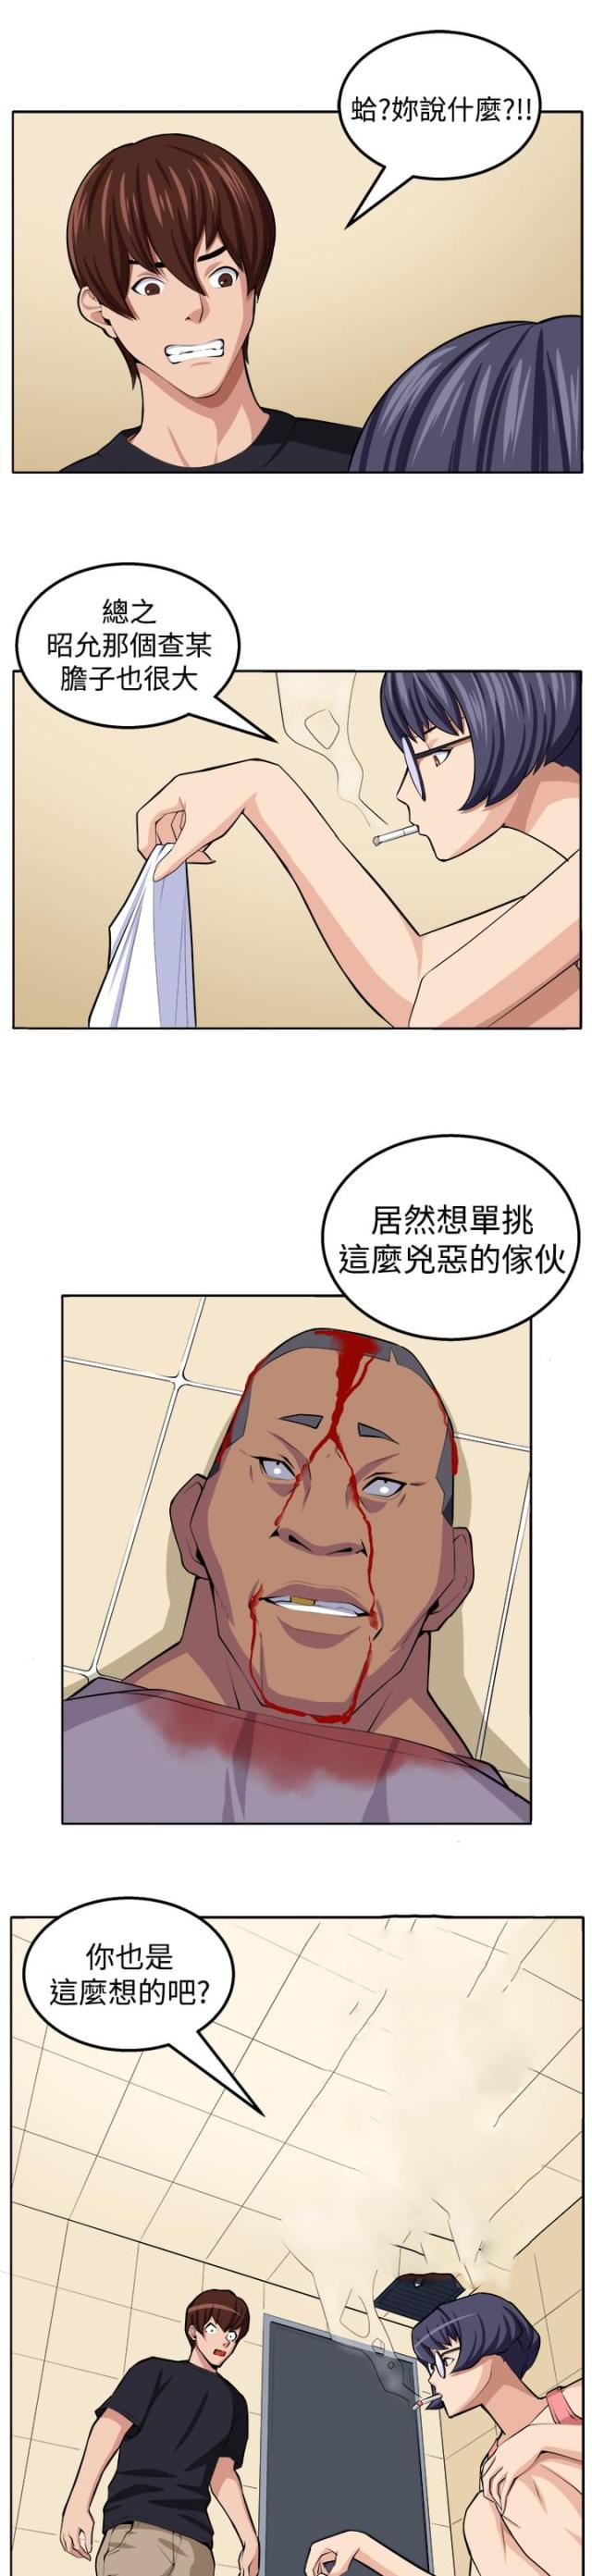 蛤?妳說什麼?!!
總之
昭允那個查某
膽子也很大
居然想單挑
這麼兇惡的傢伙
你也是
這麼想的吧?